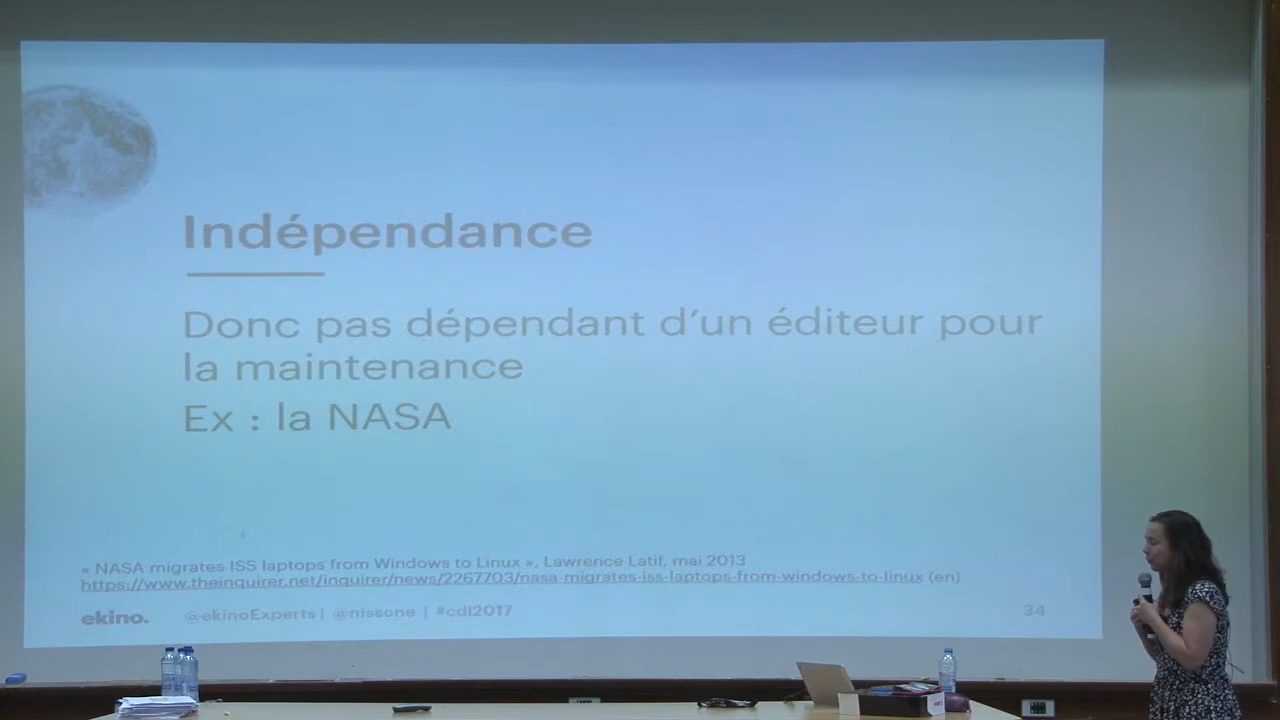 Indépendance
Donc pas dépendant d'un éditeur pour
la maintenance
Ex : la NASA
« NASA migrates ISS laptops from Windows to Linux », Lawrence Latif, mai 2013
https://www.theinquirer.net/inquirer/news/2267703/nasa-migrates-iss-laptops-from-windows-to-linux (en)
ekino. @ekinoExperts | @nissone | #cdl2017 34